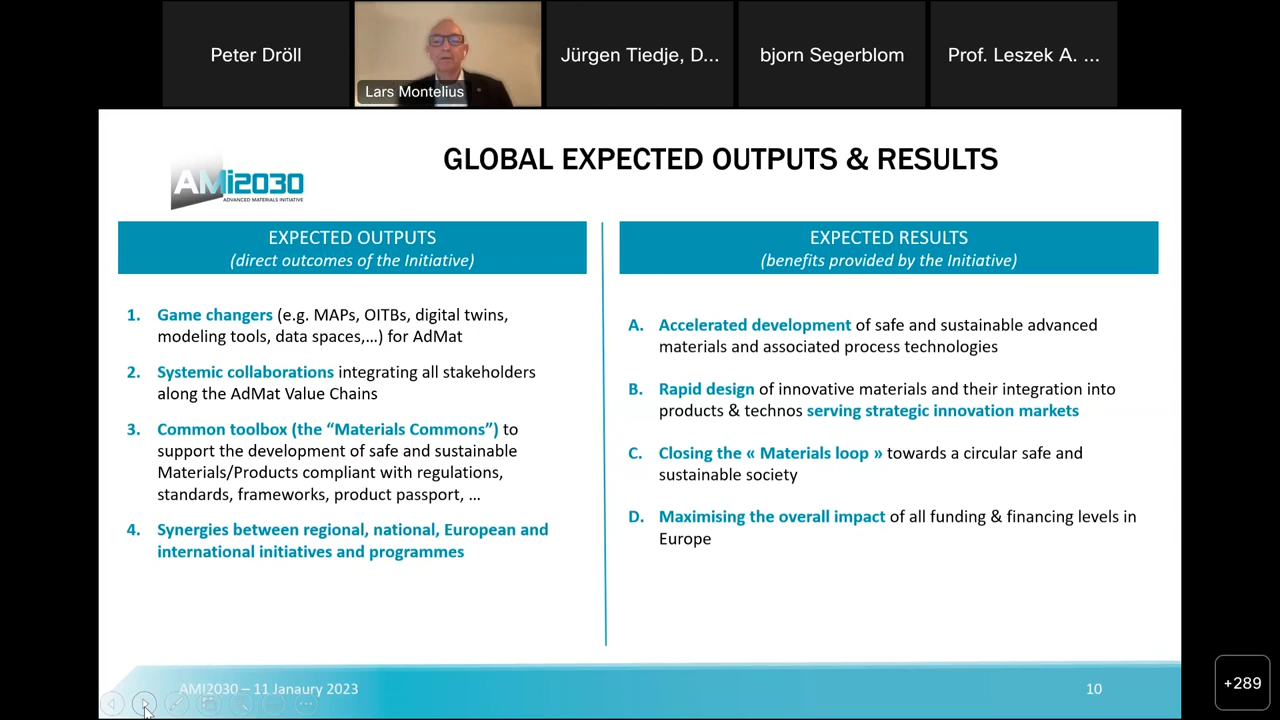 Peter Dröll
Lars Montelius
Jürgen Tiedje, D...
bjorn Segerblom
Prof. Leszek A. ...
GLOBAL EXPECTED OUTPUTS & RESULTS
AMi2030
ADVANCED MATERIALS INITIATIVE
EXPECTED OUTPUTS
(direct outcomes of the Initiative)
1. Game changers (e.g. MAPs, OITBs, digital twins,
modeling tools, data spaces,...) for AdMat
2. Systemic collaborations integrating all stakeholders
along the AdMat Value Chains
3. Common toolbox (the “Materials Commons”) to
support the development of safe and sustainable
Materials/Products compliant with regulations,
standards, frameworks, product passport, ...
4. Synergies between regional, national, European and
international initiatives and programmes
EXPECTED RESULTS
(benefits provided by the Initiative)
A. Accelerated development of safe and sustainable advanced
materials and associated process technologies
B. Rapid design of innovative materials and their integration into
products & technos serving strategic innovation markets
C. Closing the « Materials loop » towards a circular safe and
sustainable society
D. Maximising the overall impact of all funding & financing levels in
Europe
AMI2030 – 11 Janaury 2023
10
+289